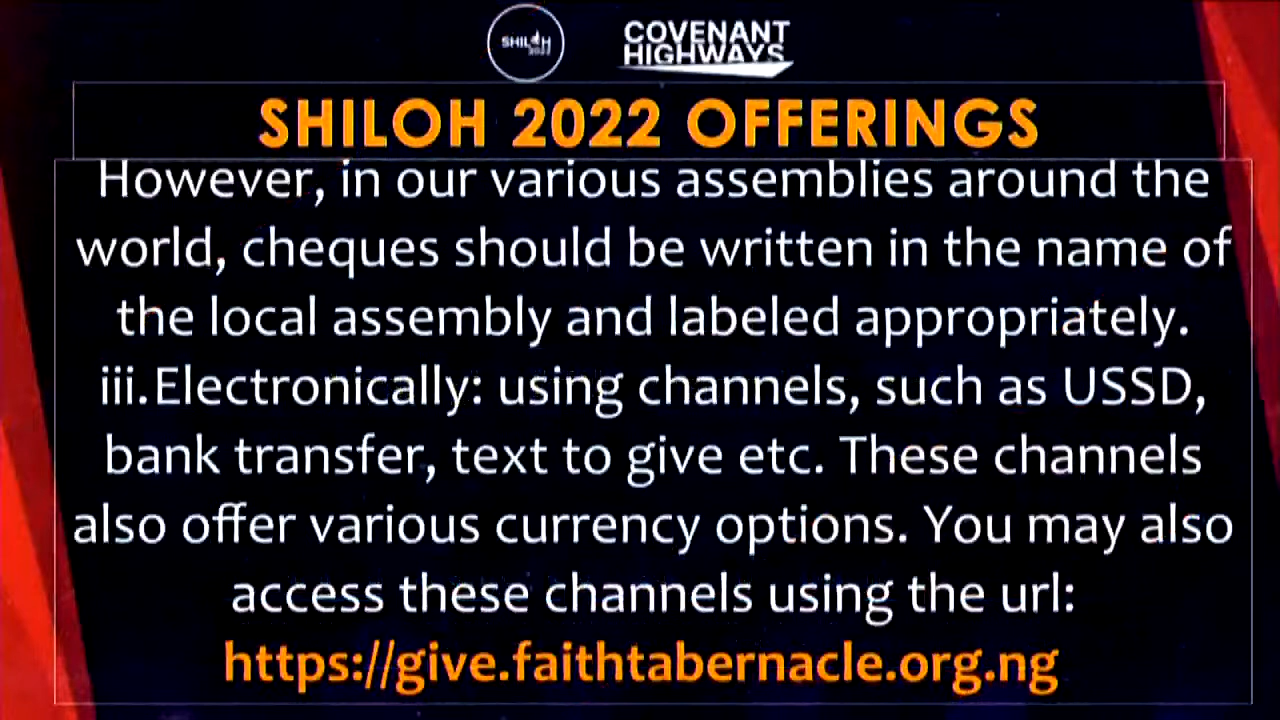 SHILOH
2022
COVENANT
HIGHWAYS
SHILOH 2022 OFFERINGS
However, in our various assemblies around the
world, cheques should be written in the name of
the local assembly and labeled appropriately.
iii.Electronically: using channels, such as USSD,
bank transfer, text to give etc. These channels
also offer various currency options. You may also
access these channels using the url:
https://give.faithtabernacle.org.ng